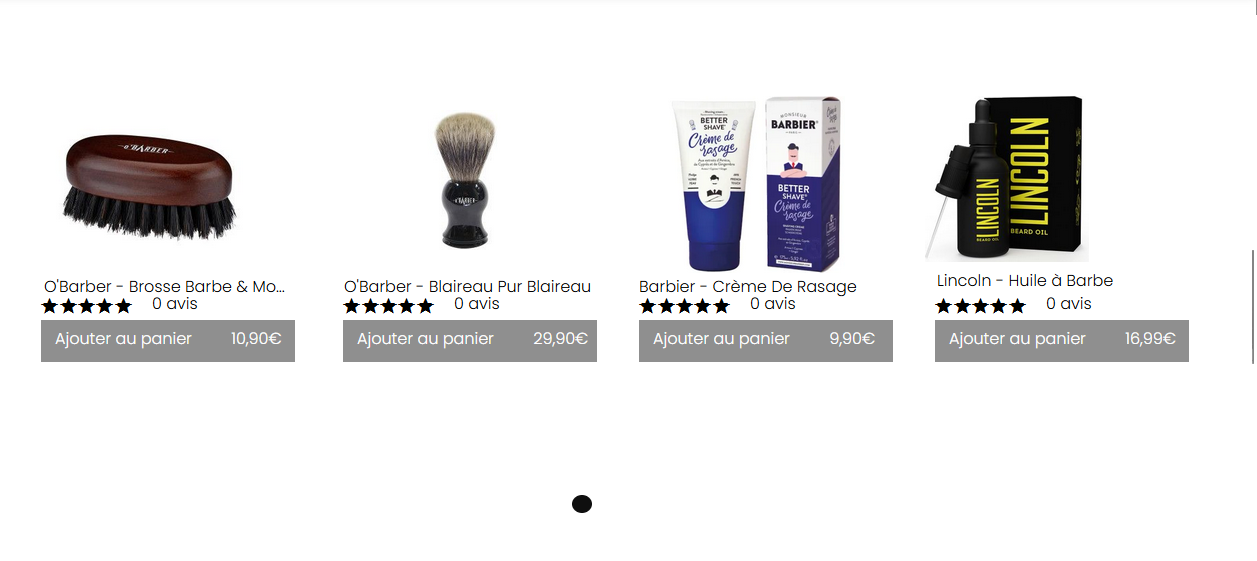 O'BARBER
BETTER
SHAVE
Crème de
rasage
MONSIEUR
BARBIER
PARIS
BETTER
SHAVE
Crème de
rasage
LINCOLN
BEARD OIL
LINCOLN
BEARD OIL
O'Barber - Brosse Barbe & Mo...
0 avis
Ajouter au panier 10,90€
O'Barber - Blaireau Pur Blaireau
0 avis
Ajouter au panier 29,90€
Barbier - Crème De Rasage
0 avis
Ajouter au panier 9,90€
Lincoln - Huile à Barbe
0 avis
Ajouter au panier 16,99€